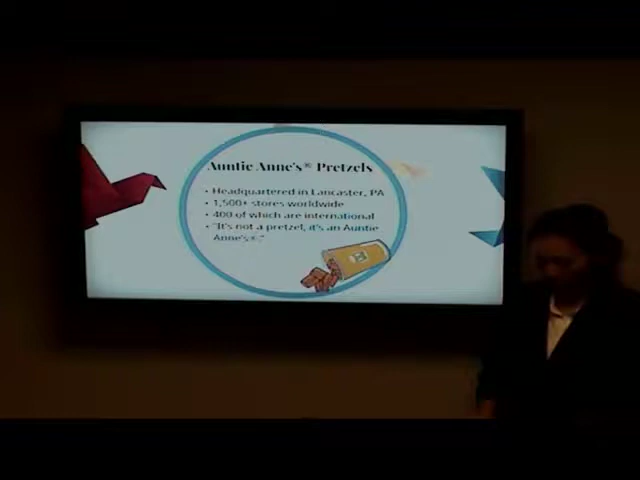 Auntie Anne's® Pretzels
• Headquartered in Lancaster, PA
• 1,500+ stores worldwide
• 400 of which are international
• "It's not a pretzel, it's an Auntie
Anne's®."